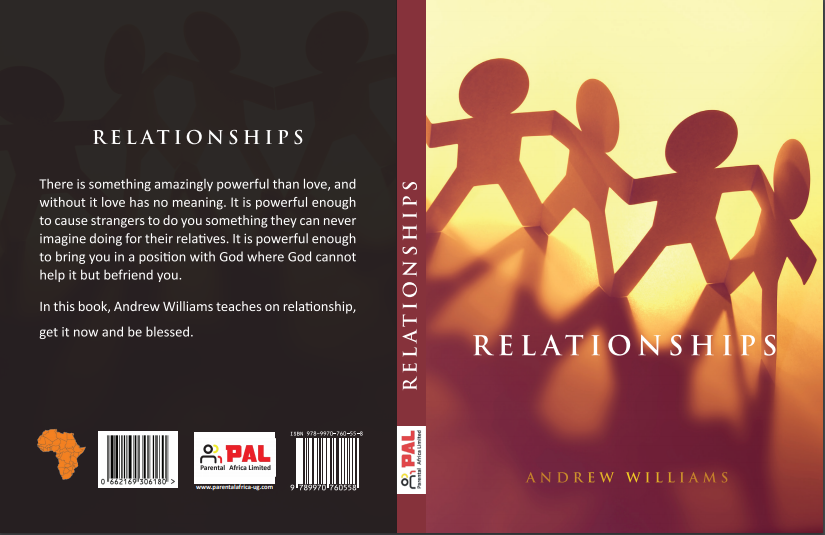 RELATIONSHIPS
There is something amazingly powerful than love, and
without it love has no meaning. It is powerful enough
to cause strangers to do you something they can never
imagine doing for their relatives. It is powerful enough
to bring you in a position with God where God cannot
help it but befriend you.
In this book, Andrew Williams teaches on relationship,
get it now and be blessed.
0 662169 306180 >
PAL
Parental Africa Limited
www.parentalafrica-ug.com
ISBN 978-9970-760-55-8
9 789970 760558
RELATIONSHIPS
PAL
Parental Africa Limited
RELATIONSHIPS
ANDREW WILLIAMS